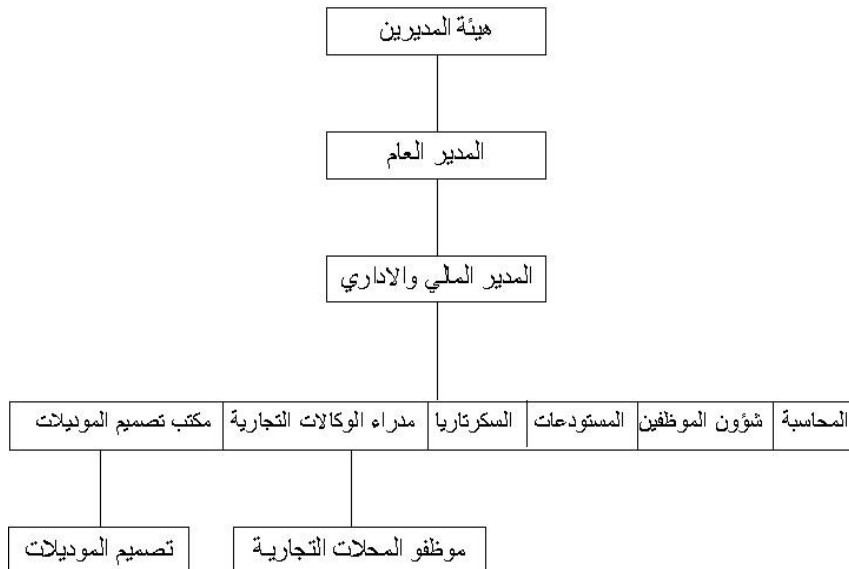 هيئة المديرين
المدير العام
المدير المالي والاداري
المحاسبة
شؤون الموظفين
المستودعات
السكرتاريا
مدراء الوكالات التجارية
مكتب تصميم الموديلات
موظفو المحلات التجارية
تصميم الموديلات